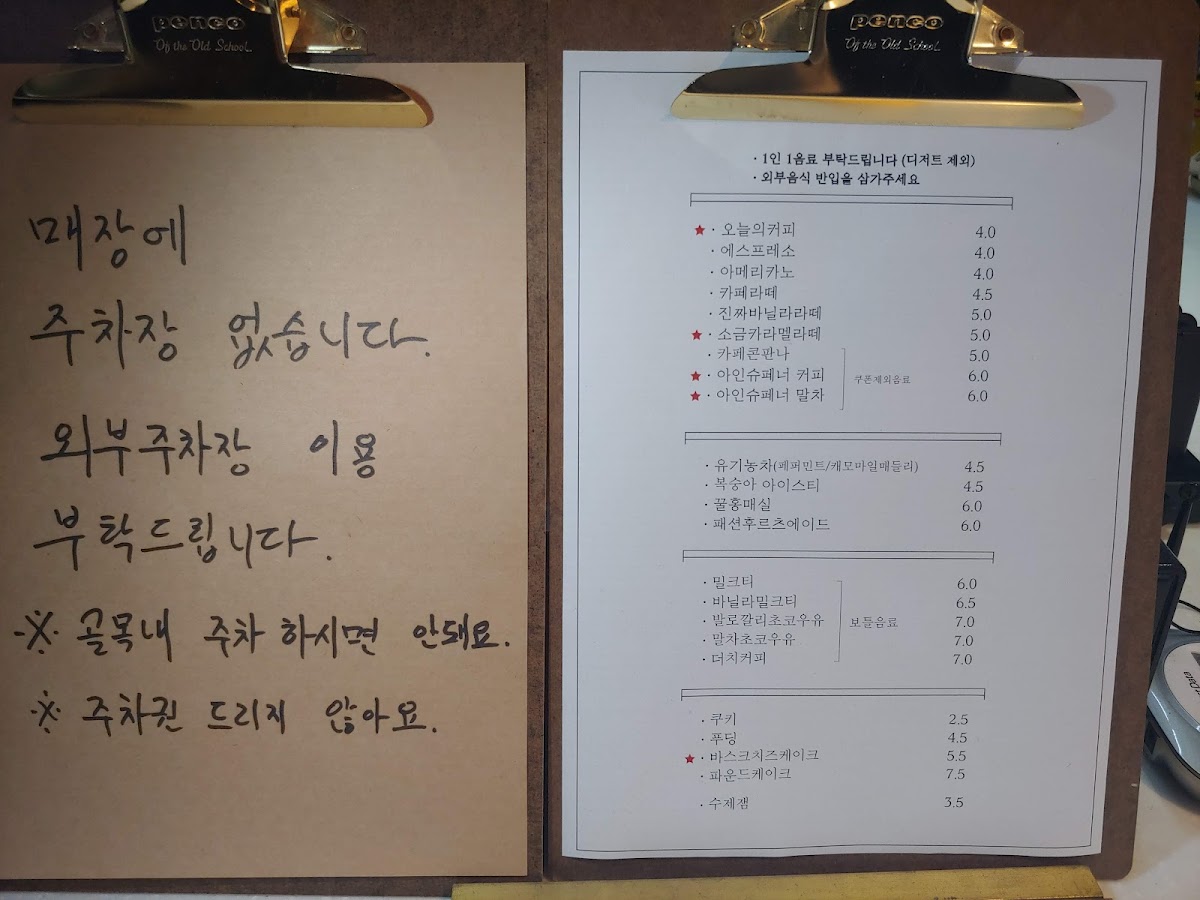 penco
Of the Old School.
매장에
주차장 없습니다.
외부주차장 이용
부탁드립니다.
※ 골목내 주차 하시면 안돼요.
※ 주차권 드리지 않아요.
penco
Of the Old School.
· 1인 1음료 부탁드립니다 (디저트 제외)
· 외부음식 반입을 삼가주세요
★ · 오늘의커피 4.0
· 에스프레소 4.0
· 아메리카노 4.0
· 카페라떼 4.5
· 진짜바닐라라떼 5.0
★ · 소금카라멜라떼 5.0
· 카페콘판나 5.0
★ · 아인슈페너 커피 6.0
쿠폰제외음료
★ · 아인슈페너 말차 6.0
· 유기농차(페퍼민트/캐모마일매들리) 4.5
· 복숭아 아이스티 4.5
· 꿀홍매실 6.0
· 패션후르츠에이드 6.0
· 밀크티 6.0
· 바닐라밀크티 6.5
· 발로깔리초코우유 7.0
보틀음료
· 말차초코우유 7.0
· 더치커피 7.0
· 쿠키 2.5
· 푸딩 4.5
★ · 바스크치즈케이크 5.5
· 파운드케이크 7.5
· 수제잼 3.5